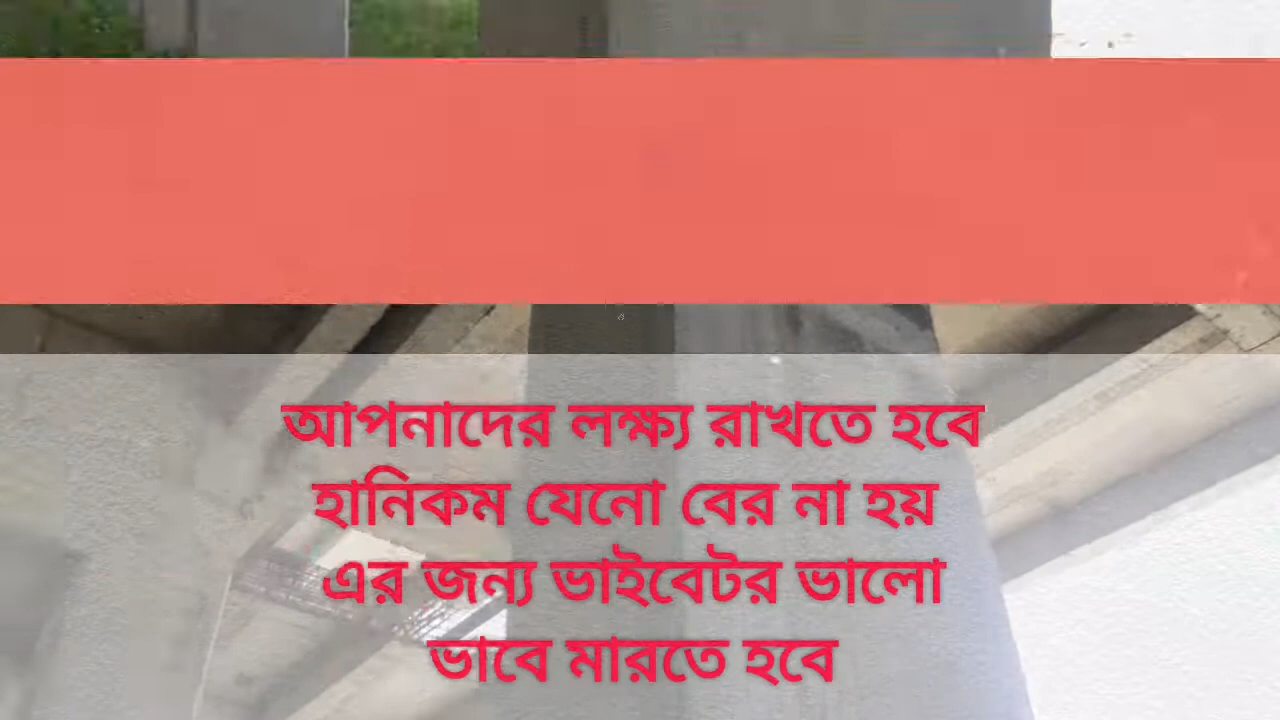 আপনাদের লক্ষ্য রাখতে হবে
হানিকম যেনো বের না হয়
এর জন্য ভাইবেটর ভালো
ভাবে মারতে হবে